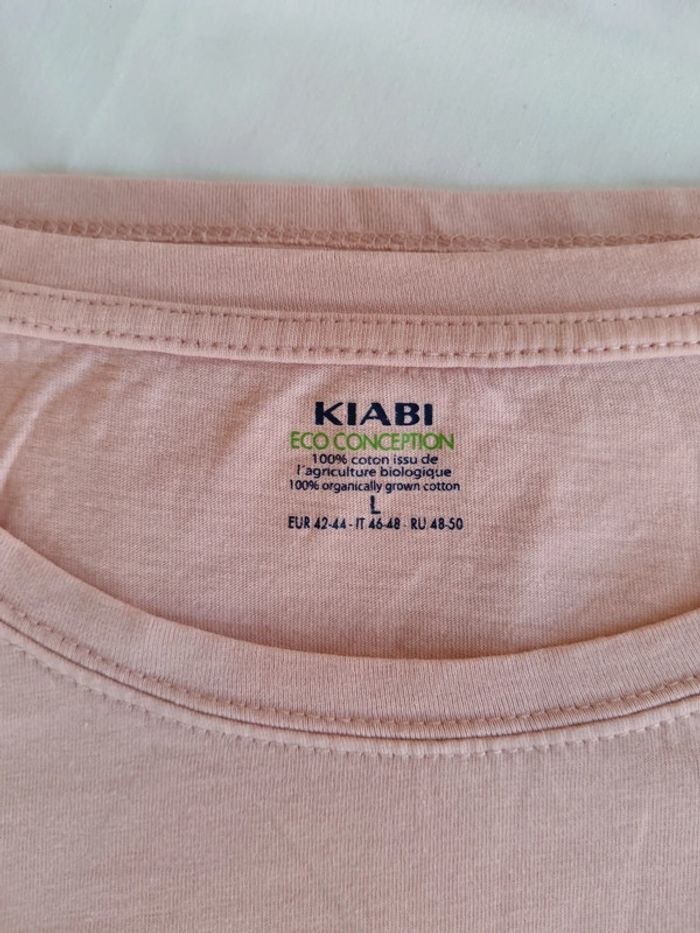 KIABI
ECO CONCEPTION
100% coton issu de
l'agriculture biologique
100% organically grown cotton
L
EUR 42-44 - IT 46-48 - RU 48-50